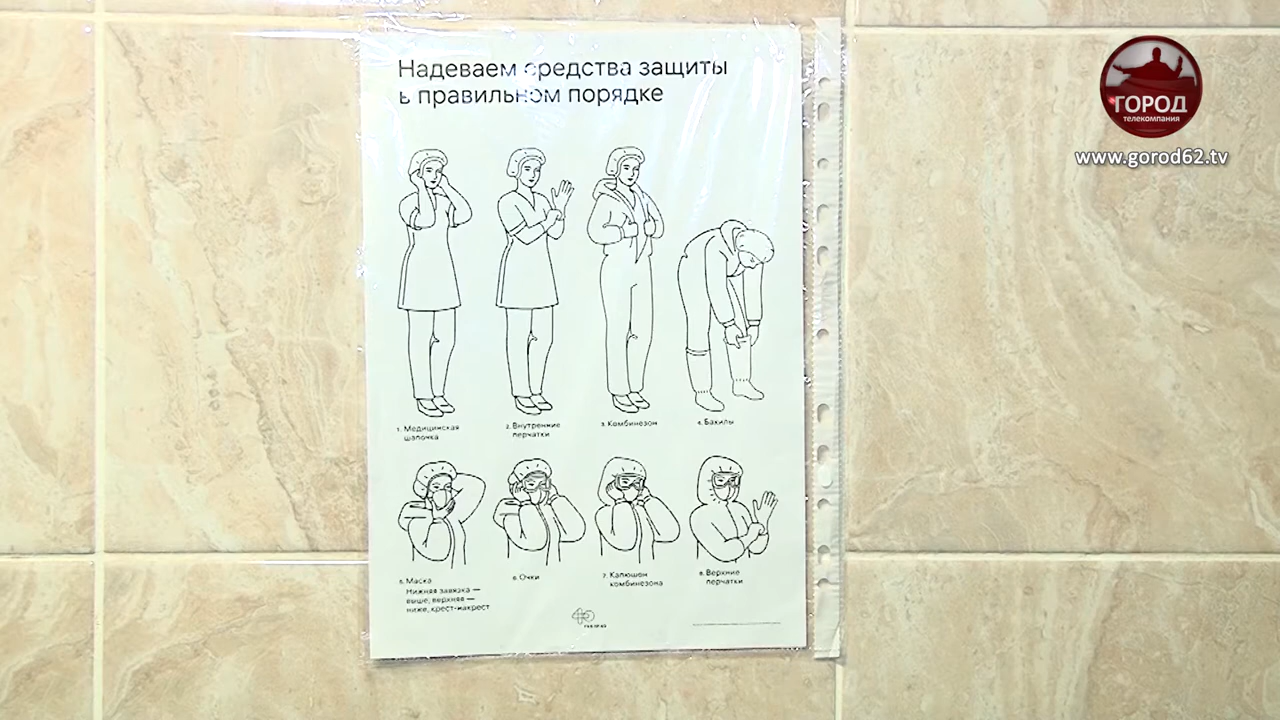 Надеваем средства защиты
в правильном порядке
ГОРОД
телекомпания
www.gorod62.tv
1. Медицинская
шапочка
2. Внутренние
перчатки
3. Комбинезон
4. Бахилы
5. Маска
Нижняя завязка —
выше, верхняя —
ниже, крест-накрест
6. Очки
7. Капюшон
комбинезона
8. Верхние
перчатки